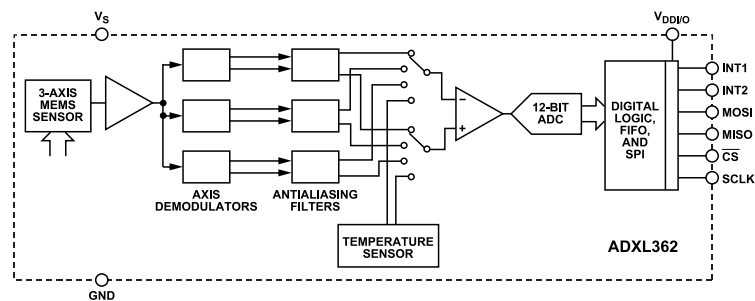 VS
VDDI/O
3-AXIS
MEMS
SENSOR
AXIS
DEMODULATORS
ANTIALIASING
FILTERS
TEMPERATURE
SENSOR
−
+
12-BIT
ADC
DIGITAL
LOGIC,
FIFO,
AND
SPI
INT1
INT2
MOSI
MISO
CS
SCLK
ADXL362
GND